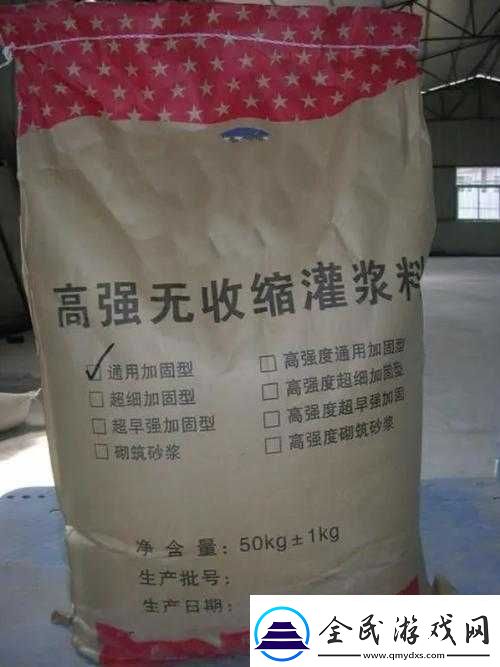 高强无收缩灌浆料
通用加固型
超细加固型
超早强加固型
砌筑砂浆
高强度通用加固型
高强度超细加固型
高强度超早强加固
高强度砌筑砂浆
净含量:50kg±1kg
生产批号:
生产日期:
全民游戏网
www.qmydxs.com